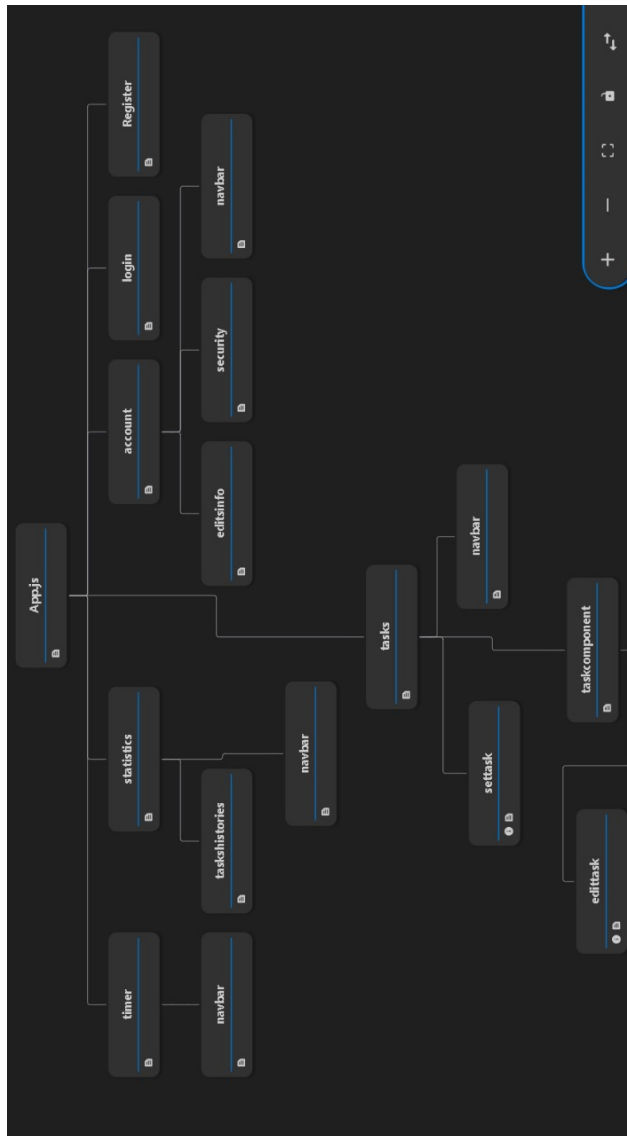 App.js
timer
statistics
account
login
Register
navbar
taskshistories
editsinfo
security
navbar
navbar
tasks
navbar
settask
taskcomponent
edittask